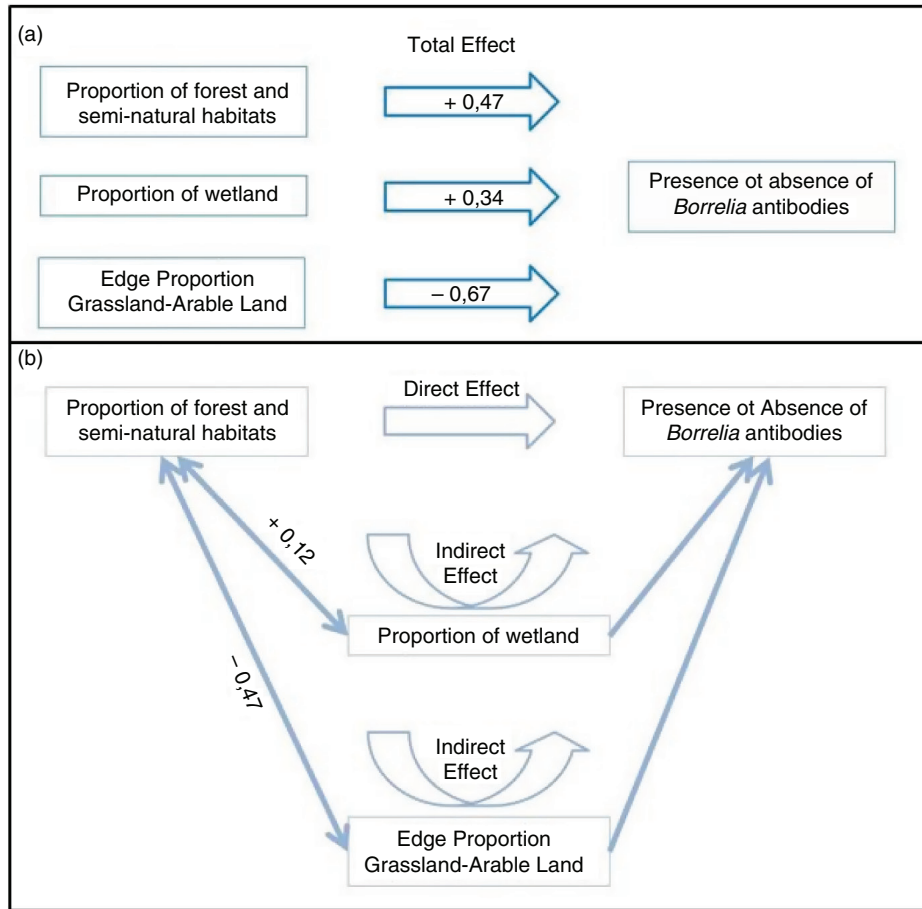 (a)
Total Effect
Proportion of forest and
semi-natural habitats
+ 0,47
Proportion of wetland
+ 0,34
Presence ot absence of
Borrelia antibodies
Edge Proportion
Grassland-Arable Land
– 0,67
(b)
Proportion of forest and
semi-natural habitats
Direct Effect
Presence ot Absence of
Borrelia antibodies
+ 0,12
Indirect
Effect
Proportion of wetland
– 0,47
Indirect
Effect
Edge Proportion
Grassland-Arable Land